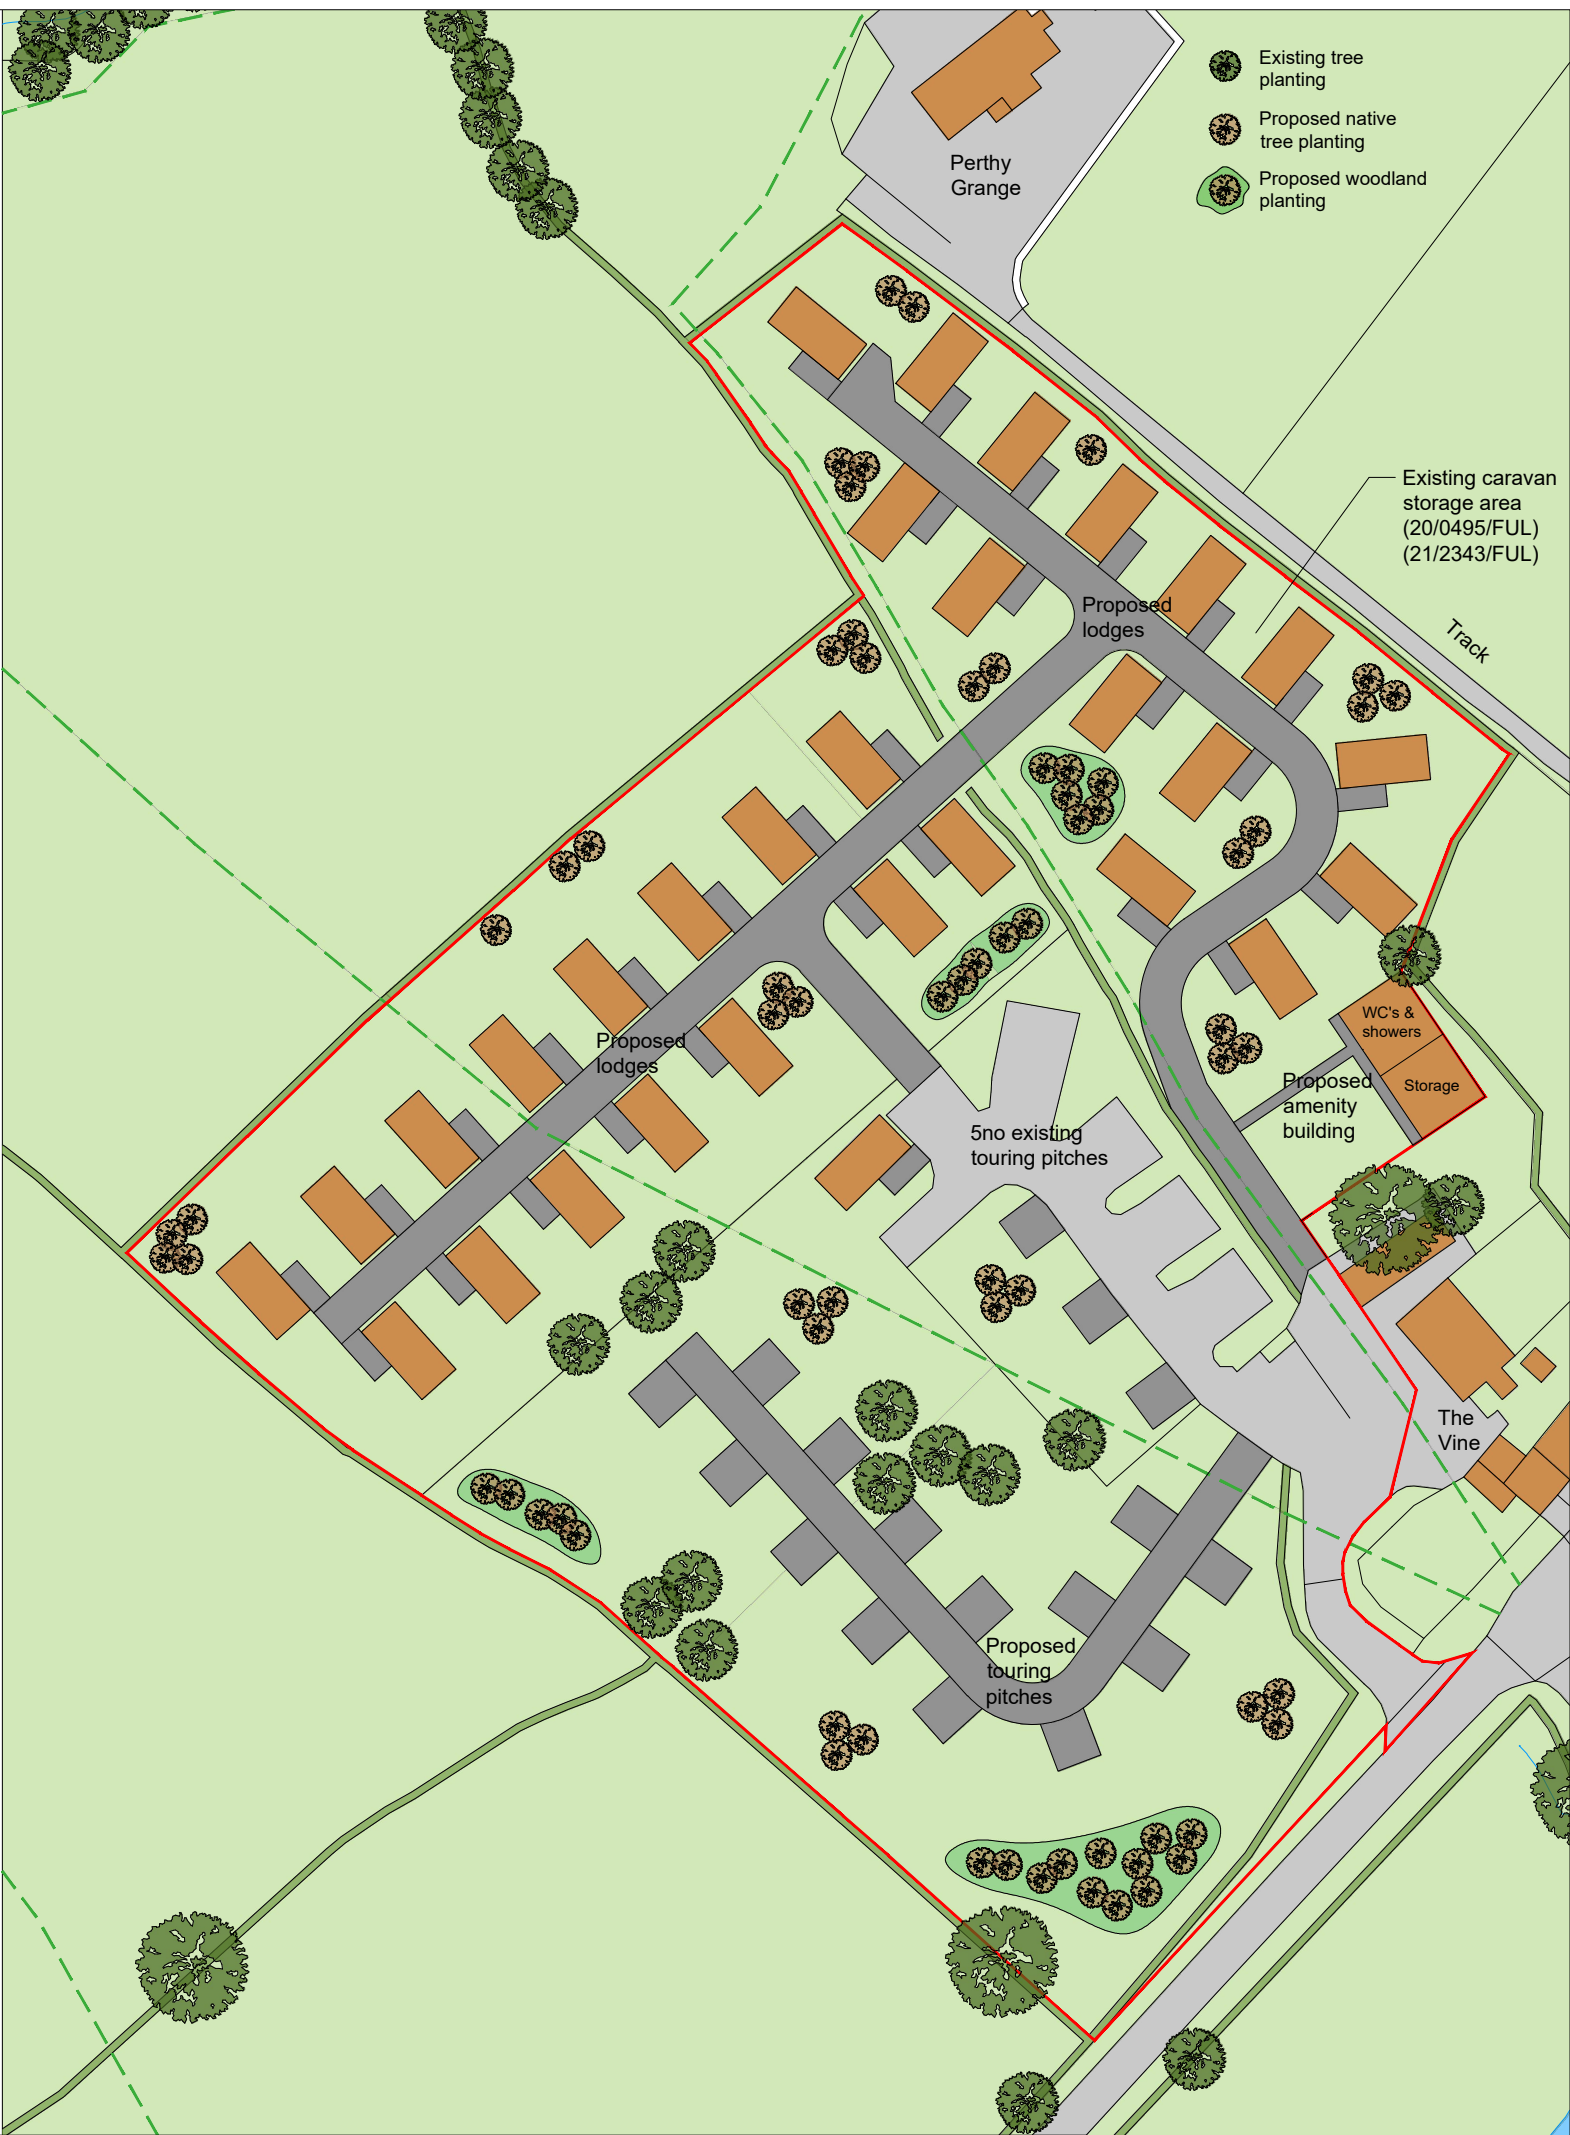 Existing tree
planting
Proposed native
tree planting
Proposed woodland
planting
Perthy
Grange
Existing caravan
storage area
(20/0495/FUL)
(21/2343/FUL)
Proposed
lodges
Track
WC's &
showers
Storage
Proposed
lodges
Proposed
amenity
building
5no existing
touring pitches
The
Vine
Proposed
touring
pitches